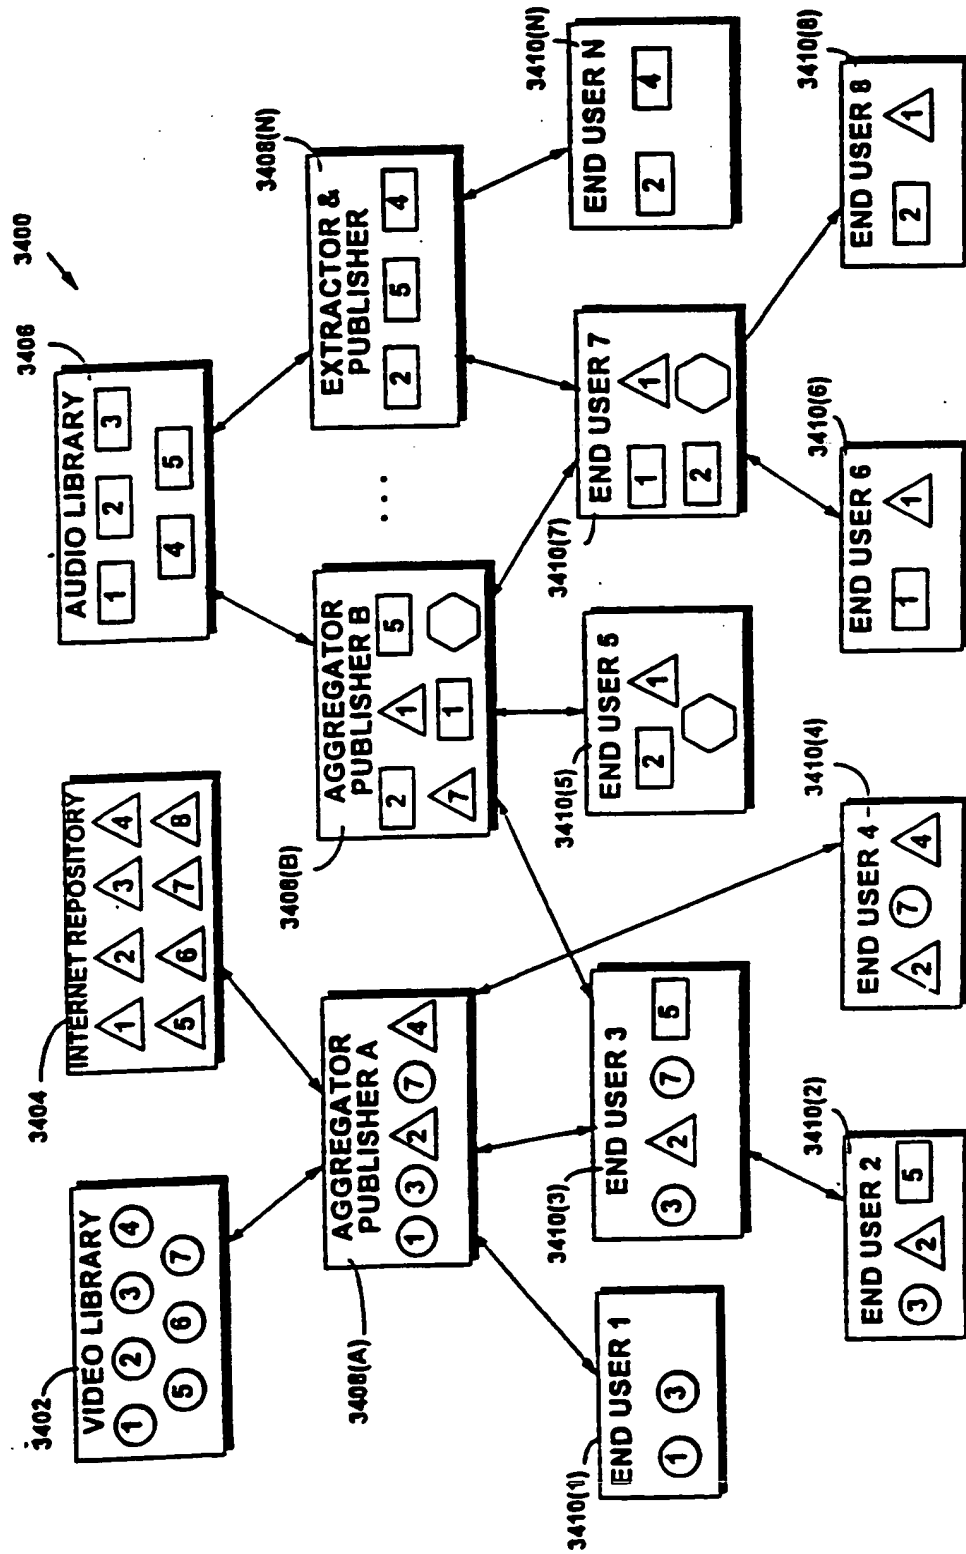 3400
3402
VIDEO LIBRARY
1 2 3 4
5 6 7
3404
INTERNET REPOSITORY
1 2 3 4
5 6 7 8
3406
AUDIO LIBRARY
1 2 3
4 5
3408(A)
AGGREGATOR
PUBLISHER A
1 3 2 7 4
3408(B)
AGGREGATOR
PUBLISHER B
2 1 5
7 1
. . .
3408(N)
EXTRACTOR &
PUBLISHER
2 5 4
3410(1)
END USER 1
1 3
3410(3)
END USER 3
3 2 7 5
3410(5)
END USER 5
2 1
3410(7)
END USER 7
1 1
2
3410(N)
END USER N
2 4
3410(2)
END USER 2
3 2 5
3410(4)
END USER 4
2 7 4
3410(6)
END USER 6
1 1
3410(8)
END USER 8
2 1